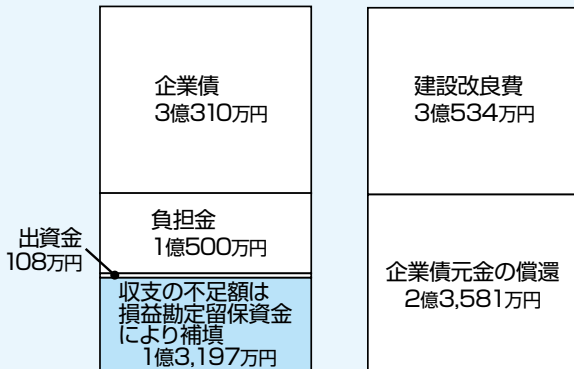 企業債
3億310万円
負担金
1億500万円
出資金
108万円
収支の不足額は
損益勘定留保資金
により補填
1億3,197万円
建設改良費
3億534万円
企業債元金の償還
2億3,581万円